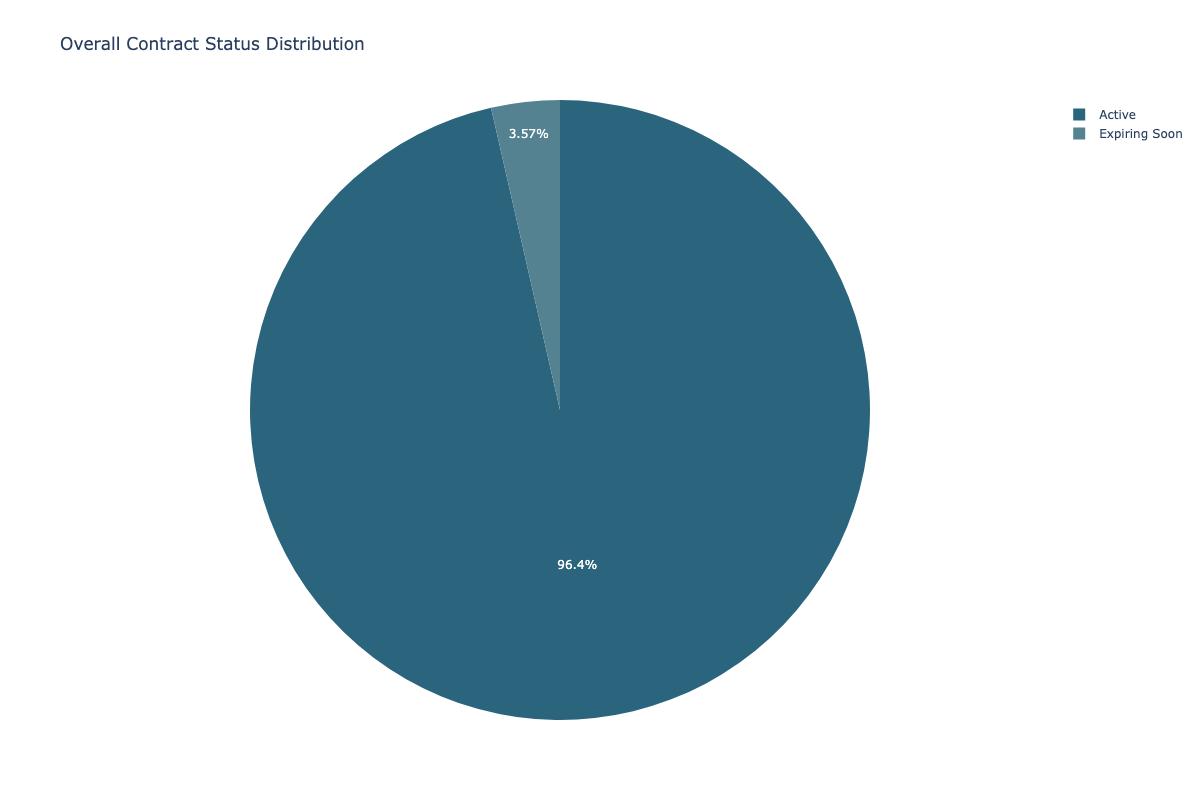 Overall Contract Status Distribution
Active
Expiring Soon
3.57%
96.4%